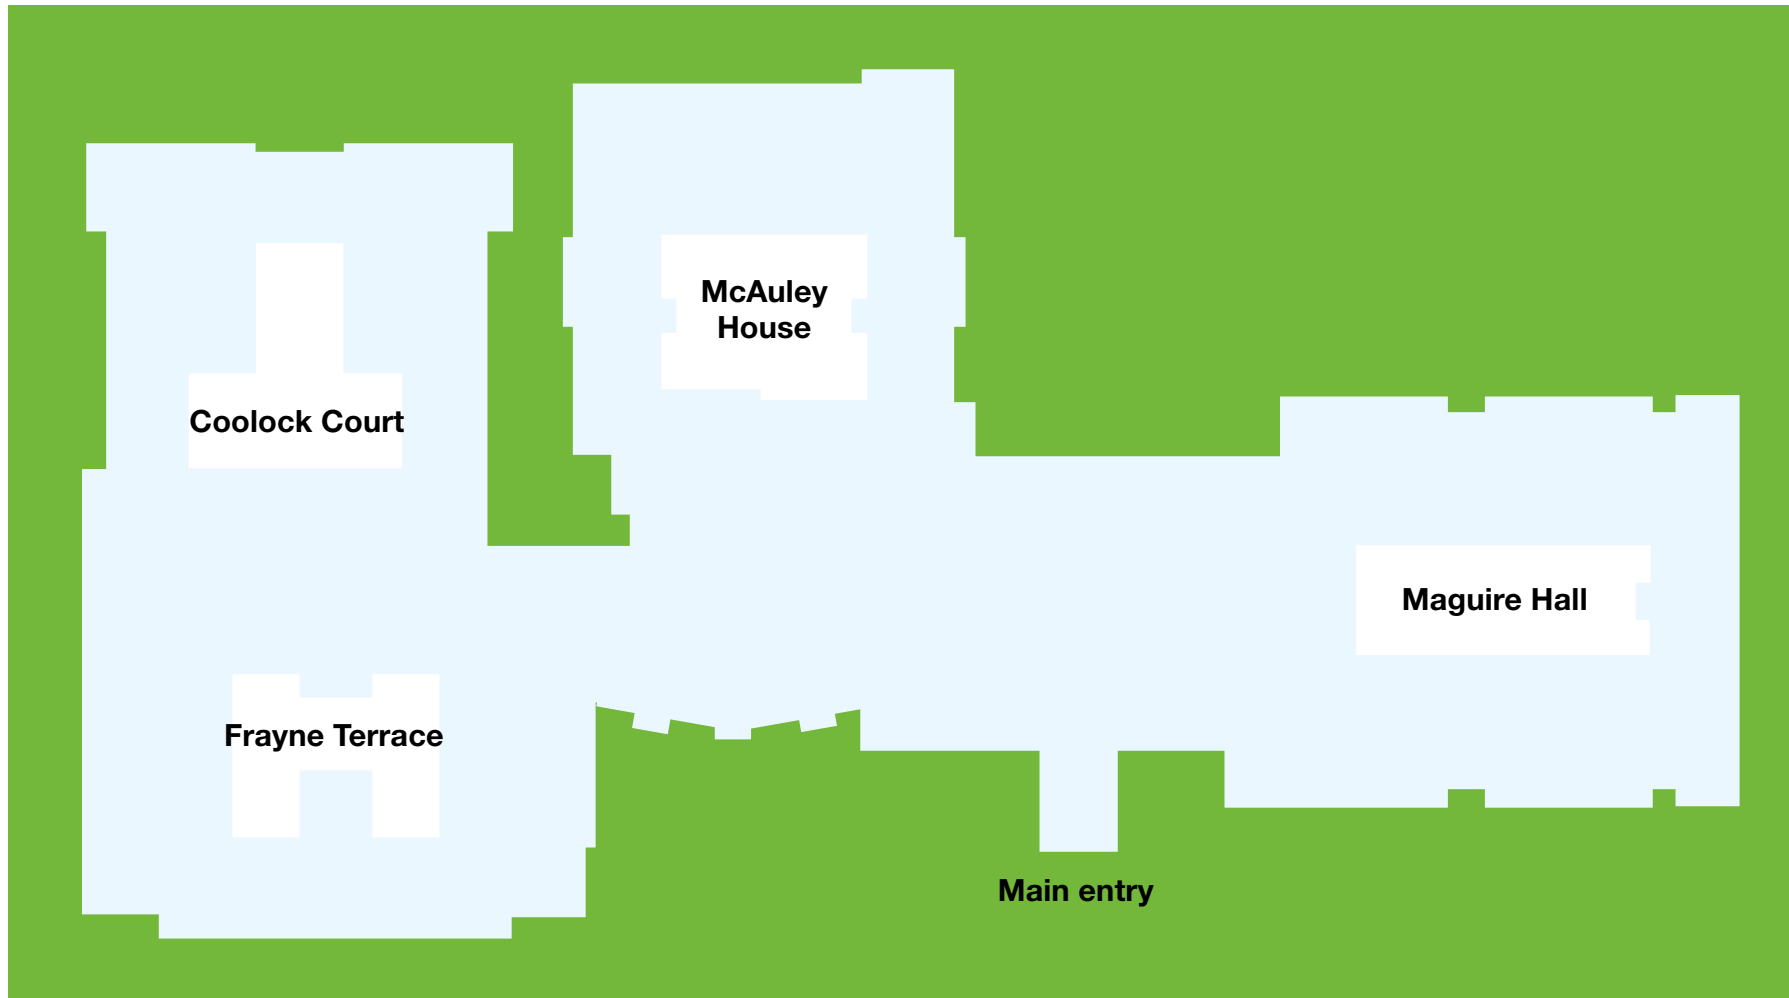 McAuley
House
Coolock Court
Maguire Hall
Frayne Terrace
Main entry